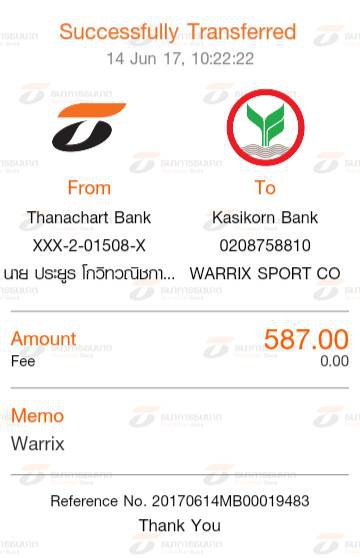 Successfully Transferred
14 Jun 17, 10:22:22
From
To
Thanachart Bank
Kasikorn Bank
XXX-2-01508-X
0208758810
นาย ประยูร โกวิทวณิชกา...
WARRIX SPORT CO
Amount
587.00
Fee
0.00
Memo
Warrix
Reference No. 20170614MB00019483
Thank You